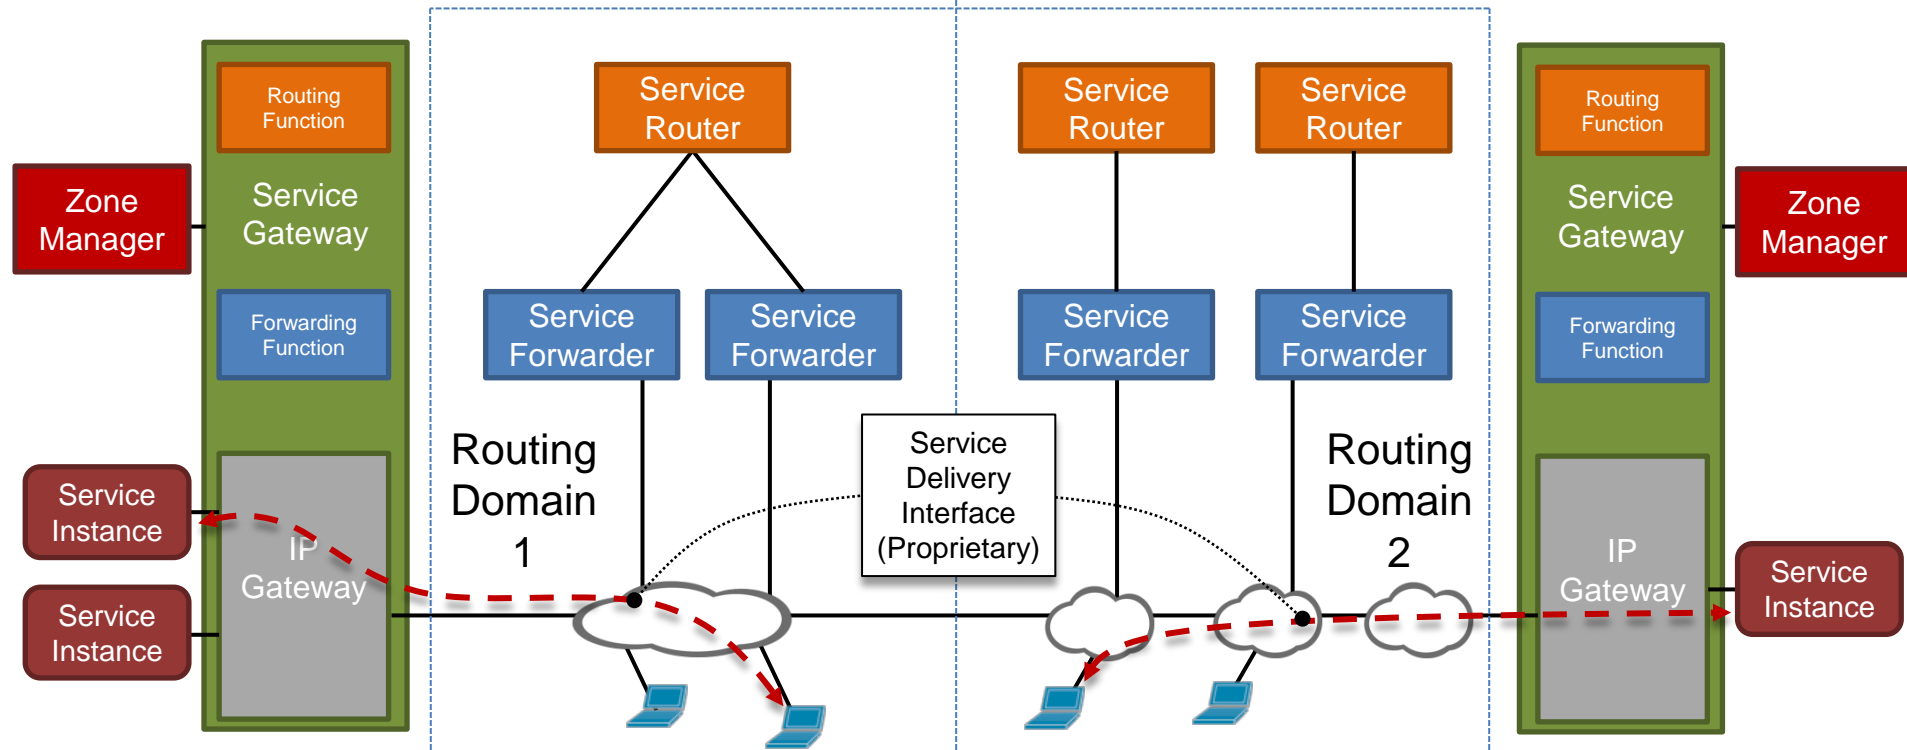 Routing
Function
Service
Gateway
Forwarding
Function
IP
Gateway
Zone
Manager
Service
Instance
Service
Instance
Service
Router
Service
Forwarder
Service
Forwarder
Routing
Domain
1
Service
Delivery
Interface
(Proprietary)
Service
Router
Service
Router
Service
Forwarder
Service
Forwarder
Routing
Domain
2
Routing
Function
Service
Gateway
Forwarding
Function
IP
Gateway
Zone
Manager
Service
Instance